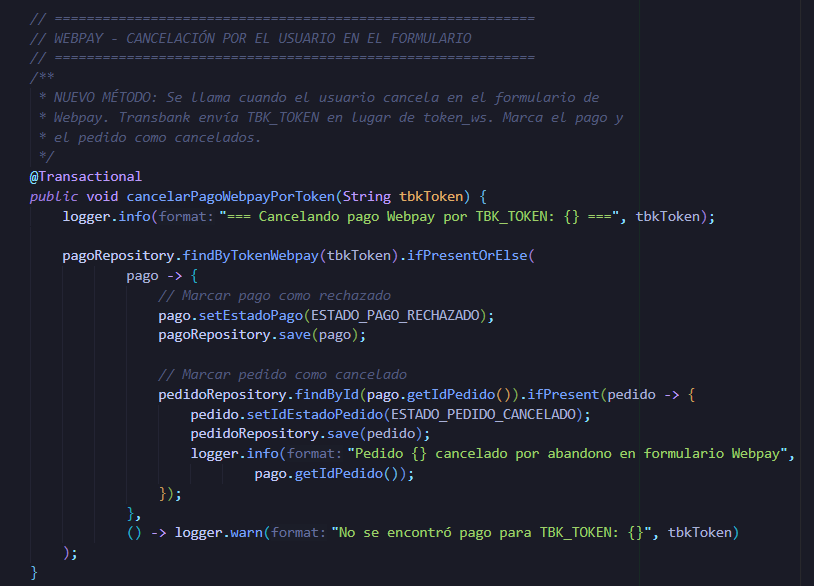 // ============================================================
// WEBPAY - CANCELACIÓN POR EL USUARIO EN EL FORMULARIO
// ============================================================
/**
 * NUEVO MÉTODO: Se llama cuando el usuario cancela en el formulario de
 * Webpay. Transbank envía TBK_TOKEN en lugar de token_ws. Marca el pago y
 * el pedido como cancelados.
 */
@Transactional
public void cancelarPagoWebpayPorToken(String tbkToken) {
    logger.info(format: "=== Cancelando pago Webpay por TBK_TOKEN: {} ===", tbkToken);

    pagoRepository.findByTokenWebpay(tbkToken).ifPresentOrElse(
            pago -> {
                // Marcar pago como rechazado
                pago.setEstadoPago(ESTADO_PAGO_RECHAZADO);
                pagoRepository.save(pago);

                // Marcar pedido como cancelado
                pedidoRepository.findById(pago.getIdPedido()).ifPresent(pedido -> {
                    pedido.setIdEstadoPedido(ESTADO_PEDIDO_CANCELADO);
                    pedidoRepository.save(pedido);
                    logger.info(format: "Pedido {} cancelado por abandono en formulario Webpay",
                            pago.getIdPedido());
                });
            },
            () -> logger.warn(format: "No se encontró pago para TBK_TOKEN: {}", tbkToken)
    );
}